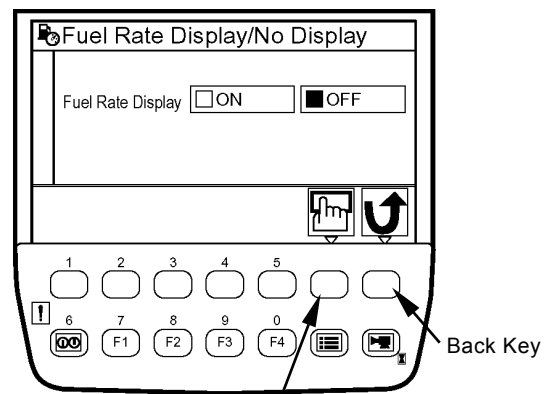 Fuel Rate Display/No Display
Fuel Rate Display ON OFF
1 2 3 4 5
6 7 8 9 0
F1 F2 F3 F4
Back Key